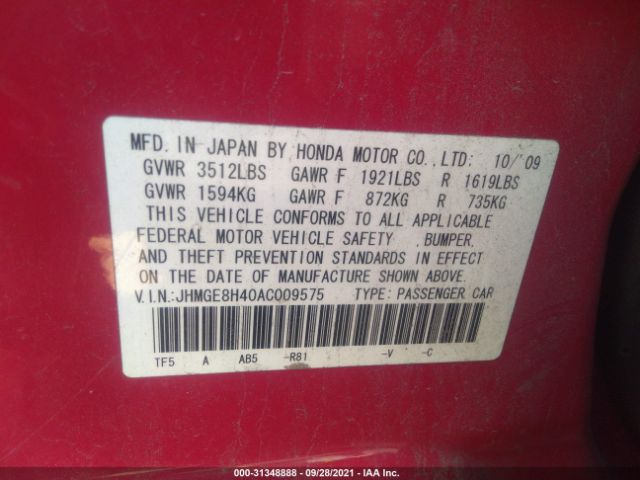 MFD. IN JAPAN BY HONDA MOTOR CO.,LTD: 10/'09
GVWR 3512LBS GAWR F 1921LBS R 1619LBS
GVWR 1594KG GAWR F 872KG R 735KG
THIS VEHICLE CONFORMS TO ALL APPLICABLE
FEDERAL MOTOR VEHICLE SAFETY ,BUMPER,
AND THEFT PREVENTION STANDARDS IN EFFECT
ON THE DATE OF MANUFACTURE SHOWN ABOVE.
V.I.N.:JHMGE8H40AC009575 TYPE: PASSENGER CAR
TF5 A AB5 -R81 -V -C
000-31348888 - 09/28/2021 - IAA Inc.